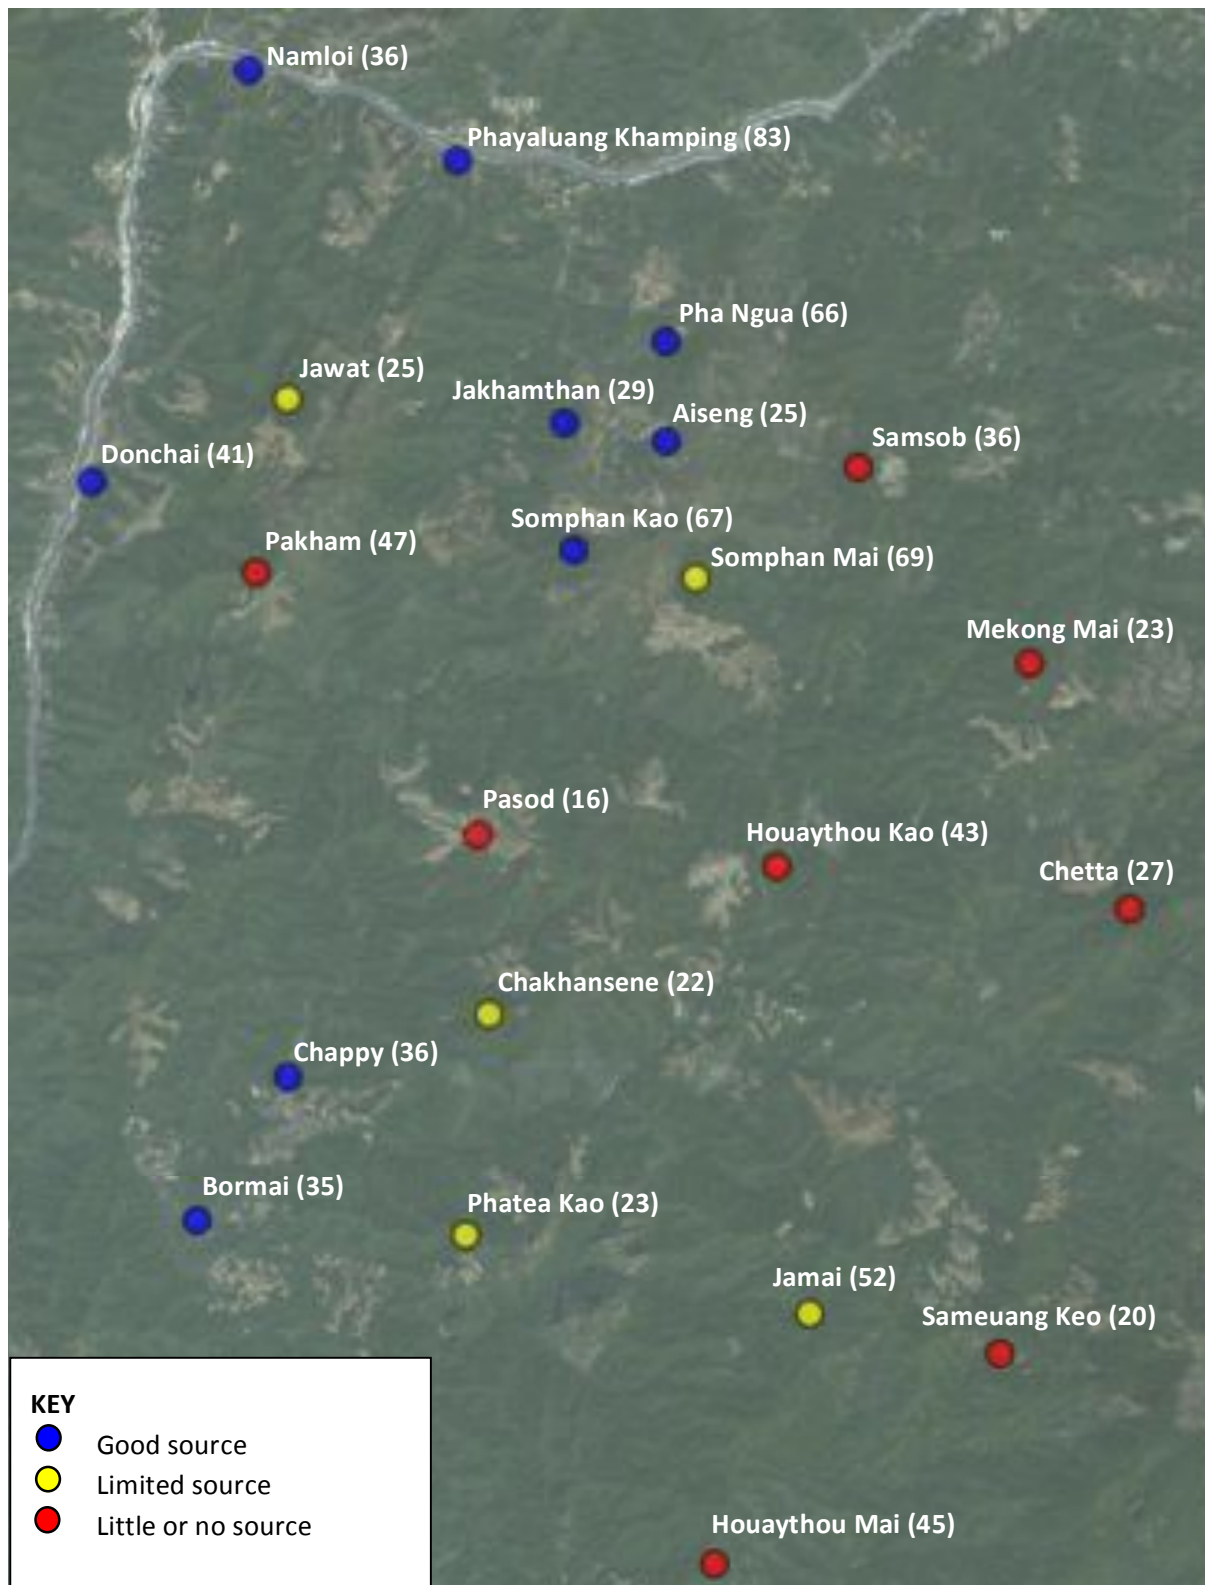 Namloi (36)
Phayaluang Khamping (83)
Pha Ngua (66)
Jawat (25)
Jakhamthan (29)
Aiseng (25)
Samsob (36)
Donchai (41)
Somphan Kao (67)
Pakham (47)
Somphan Mai (69)
Mekong Mai (23)
Pasod (16)
Houaythou Kao (43)
Chetta (27)
Chakhansene (22)
Chappy (36)
Bormai (35)
Phatea Kao (23)
Jamai (52)
Sameuang Keo (20)
KEY
Good source
Limited source
Little or no source
Houaythou Mai (45)